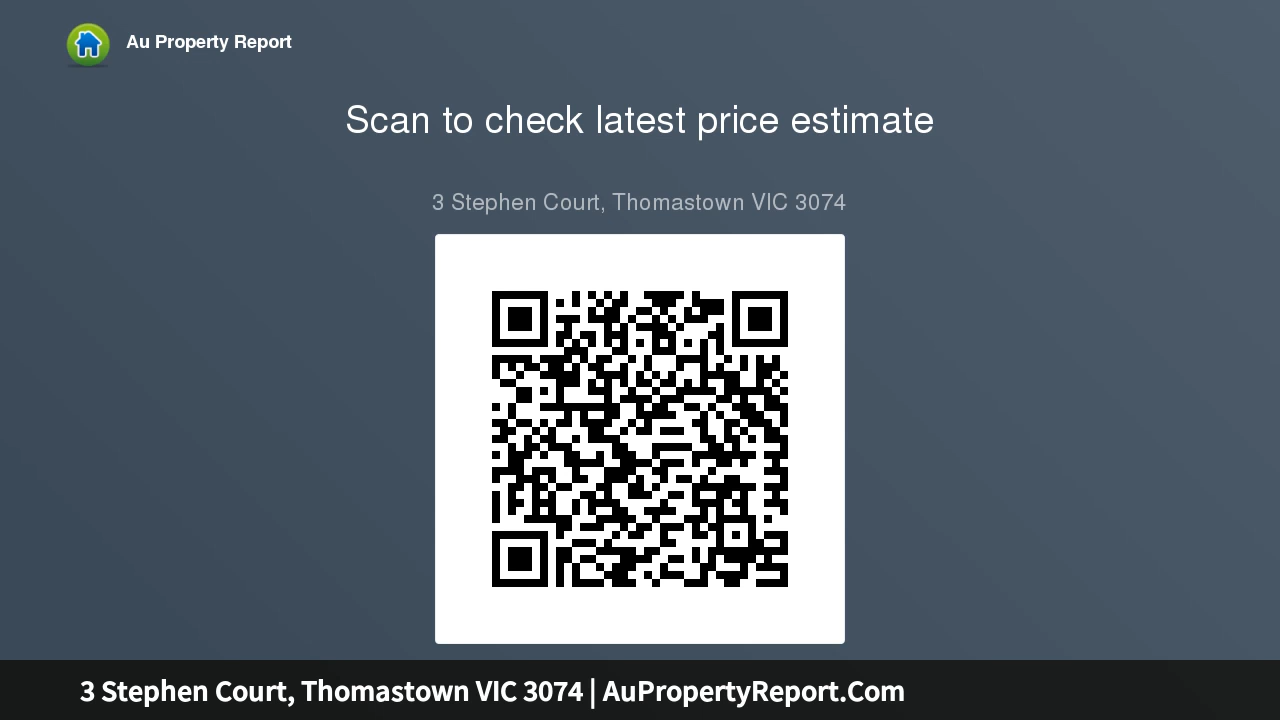 Au Property Report
Scan to check latest price estimate
3 Stephen Court, Thomastown VIC 3074
3 Stephen Court, Thomastown VIC 3074 | AuPropertyReport.Com